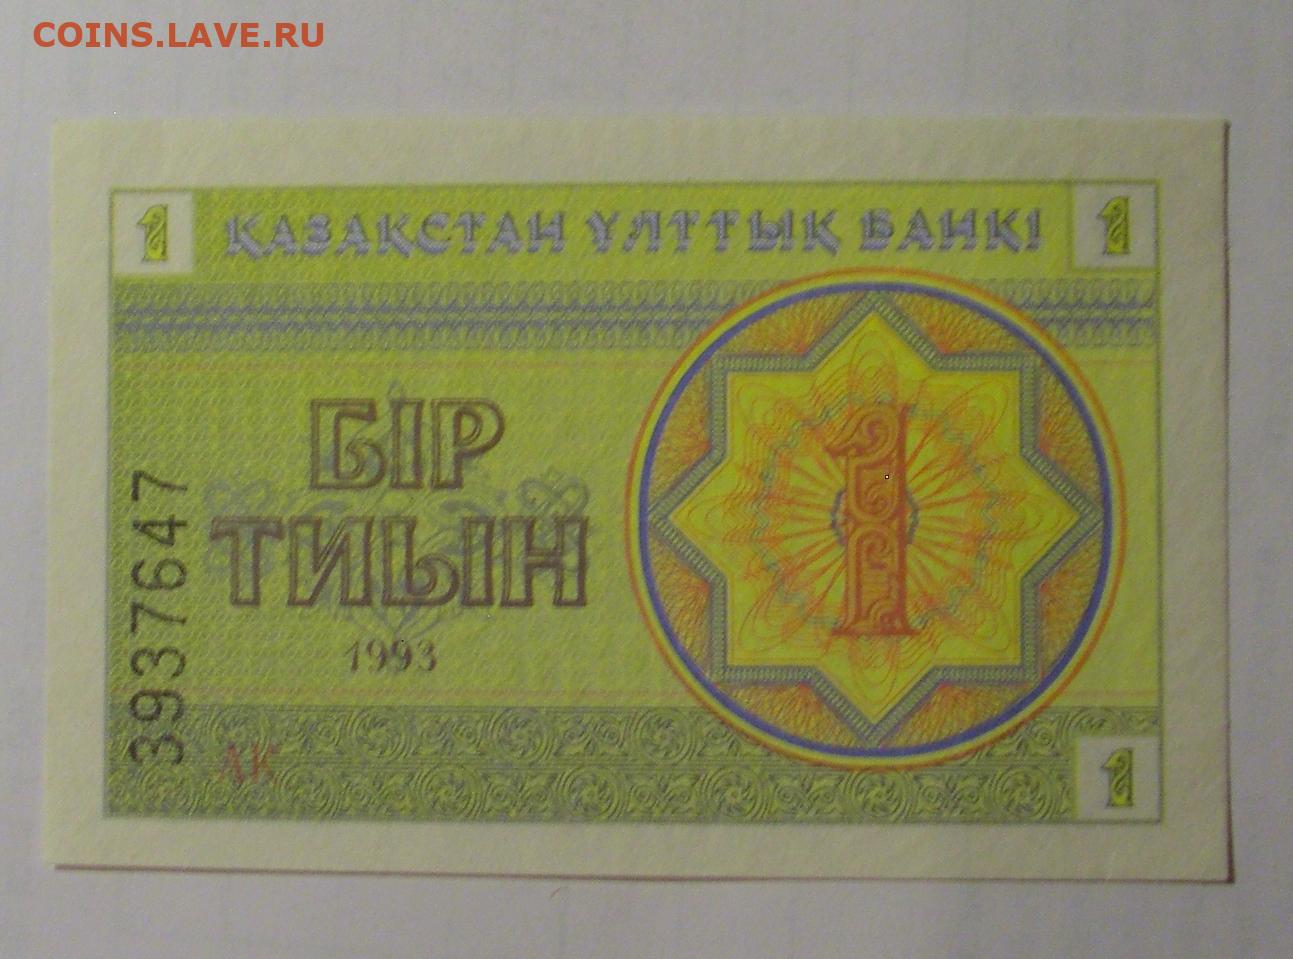 COINS.LAVE.RU
1 ҚАЗАҚСТАН ҰЛТТЫҚ БАНКІ 1
БІР
ТИЫН
1
1993
3937647
АК
1